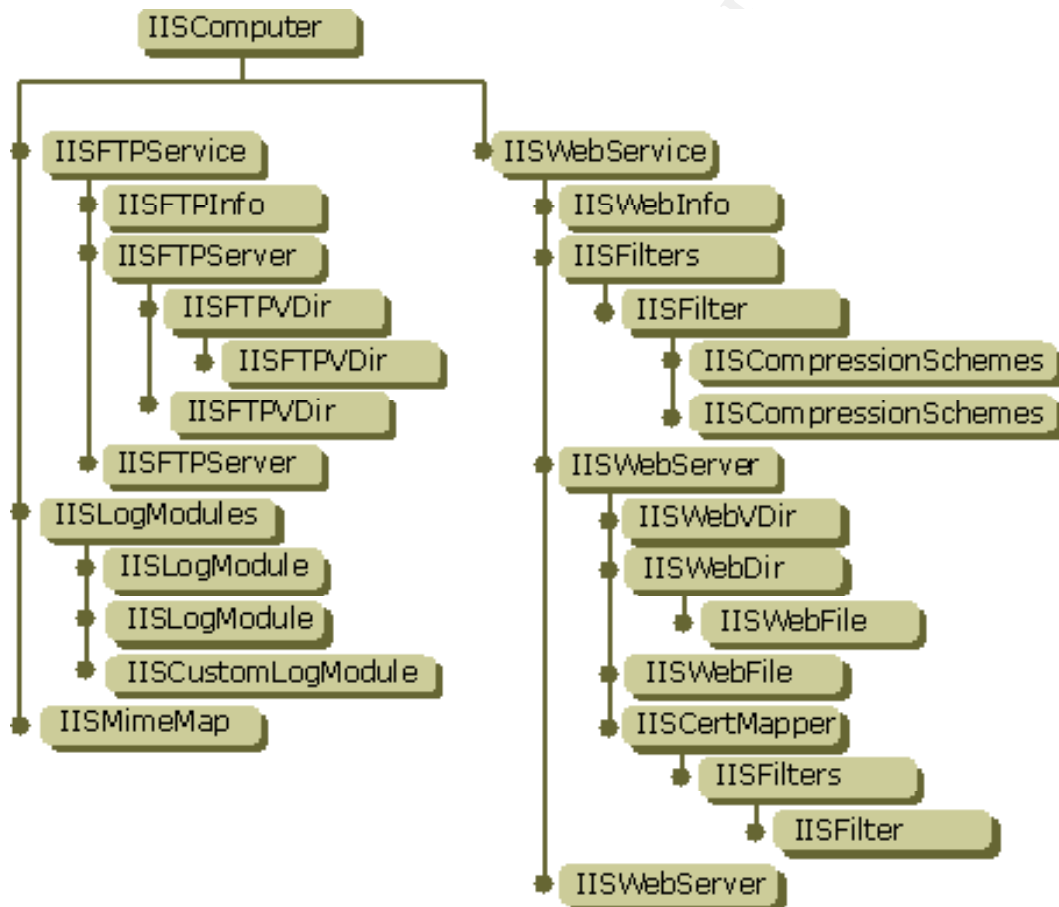 IISComputer
IISFTPService
IISFTPInfo
IISFTPServer
IISFTPVDir
IISFTPVDir
IISFTPVDir
IISFTPServer
IISLogModules
IISLogModule
IISLogModule
IISCustomLogModule
IISMimeMap
IISWebService
IISWebInfo
IISFilters
IISFilter
IISCompressionSchemes
IISCompressionSchemes
IISWebServer
IISWebVDir
IISWebDir
IISWebFile
IISWebFile
IISCertMapper
IISFilters
IISFilter
IISWebServer